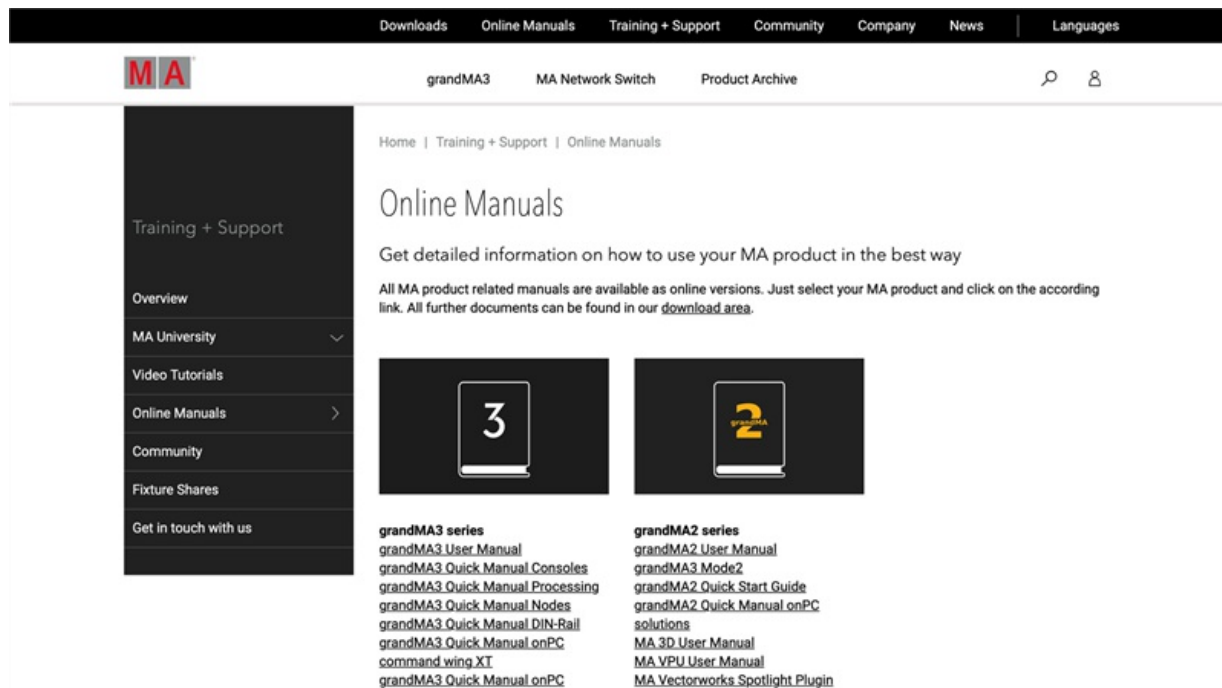 Downloads Online Manuals Training + Support Community Company News Languages
MA
grandMA3 MA Network Switch Product Archive
Home | Training + Support | Online Manuals
Training + Support
Overview
MA University
Video Tutorials
Online Manuals
Community
Fixture Shares
Get in touch with us
Online Manuals
Get detailed information on how to use your MA product in the best way
All MA product related manuals are available as online versions. Just select your MA product and click on the according
link. All further documents can be found in our download area.
3
2
grandMA
grandMA3 series
grandMA3 User Manual
grandMA3 Quick Manual Consoles
grandMA3 Quick Manual Processing
grandMA3 Quick Manual Nodes
grandMA3 Quick Manual DIN-Rail
grandMA3 Quick Manual onPC
command wing XT
grandMA3 Quick Manual onPC
grandMA2 series
grandMA2 User Manual
grandMA3 Mode2
grandMA2 Quick Start Guide
grandMA2 Quick Manual onPC
solutions
MA 3D User Manual
MA VPU User Manual
MA Vectorworks Spotlight Plugin